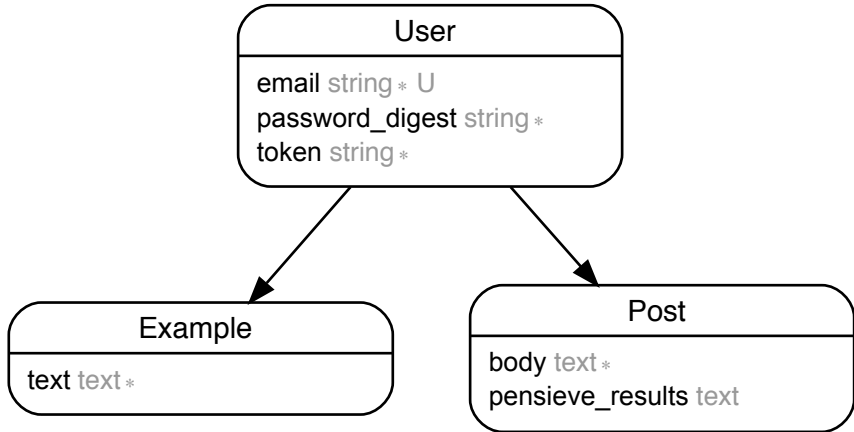 User
email string * U
password_digest string *
token string *
Example
text text *
Post
body text *
pensieve_results text